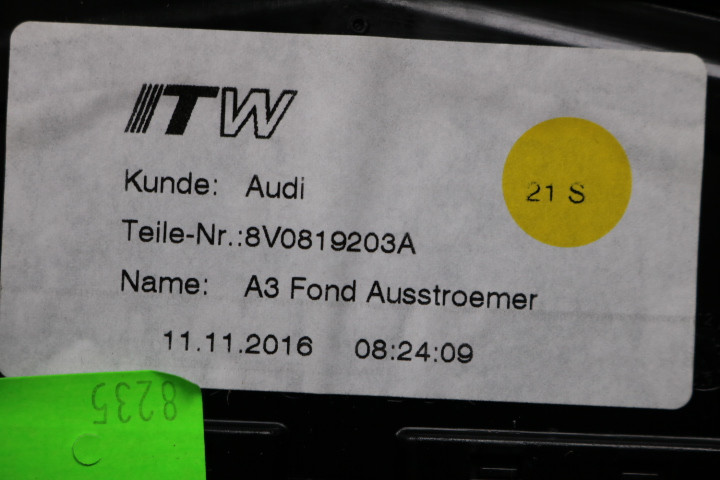 ITW
21 S
Kunde: Audi
Teile-Nr.:8V0819203A
Name: A3 Fond Ausstroemer
11.11.2016 08:24:09
8235